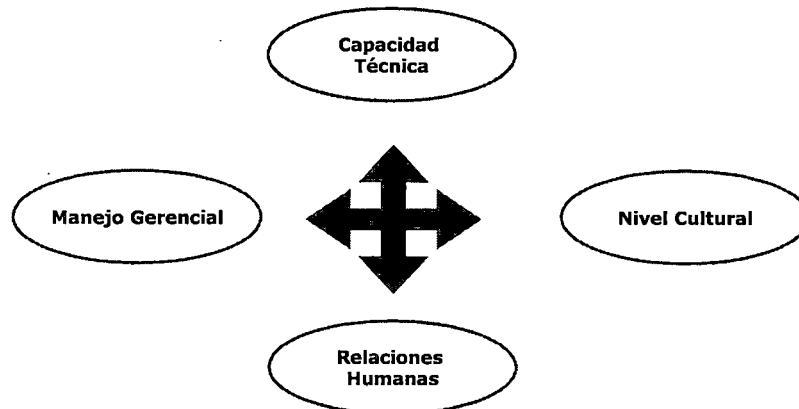 Capacidad
Técnica
Manejo Gerencial
Nivel Cultural
Relaciones
Humanas